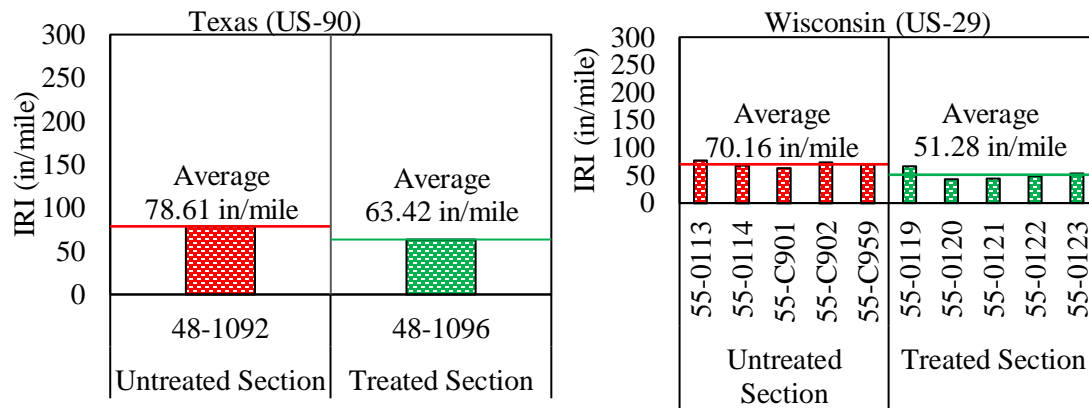 Texas (US-90)
IRI (in/mile)
300
250
200
150
100
50
0
Average
78.61 in/mile
Average
63.42 in/mile
48-1092
48-1096
Untreated Section
Treated Section
Wisconsin (US-29)
IRI (in/mile)
300
250
200
150
100
50
0
Average
70.16 in/mile
Average
51.28 in/mile
55-0113
55-0114
55-C901
55-C902
55-C959
55-0119
55-0120
55-0121
55-0122
55-0123
Untreated
Section
Treated Section